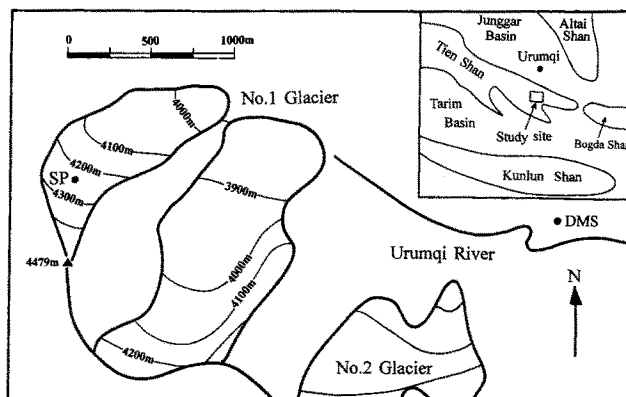 0 500 1000m
No.1 Glacier
4000m
4100m
4200m
SP
4300m
4479m
3900m
4000m
4100m
4200m
Urumqi River
DMS
N
No.2 Glacier
Junggar
Basin
Altai
Shan
Urumqi
Tien Shan
Tarim
Basin
Study site
Bogda Shan
Kunlun Shan